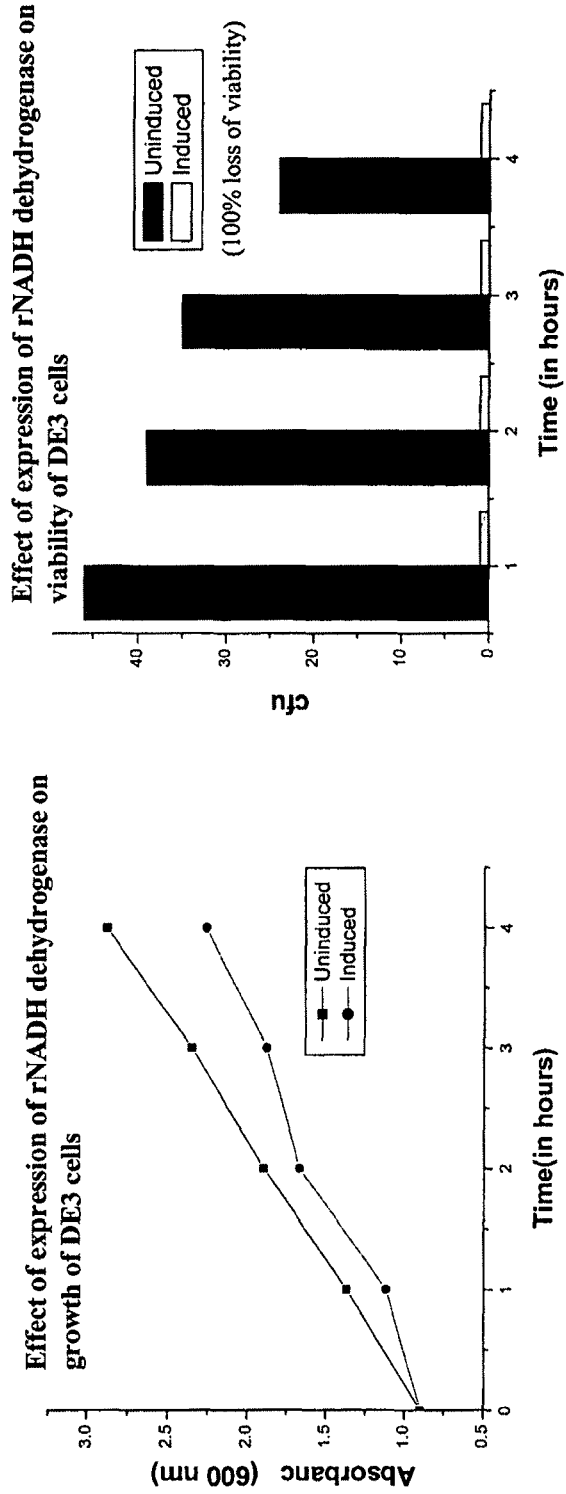 Effect of expression of rNADH dehydrogenase on
growth of DE3 cells
Absorbanc (600 nm)
3.0
2.5
2.0
1.5
1.0
0.5
Uninduced
Induced
0
1
2
3
4
Time(in hours)
Effect of expression of rNADH dehydrogenase on
viability of DE3 cells
cfu
40
30
20
10
0
Uninduced
Induced
(100% loss of viability)
1
2
3
4
Time (in hours)